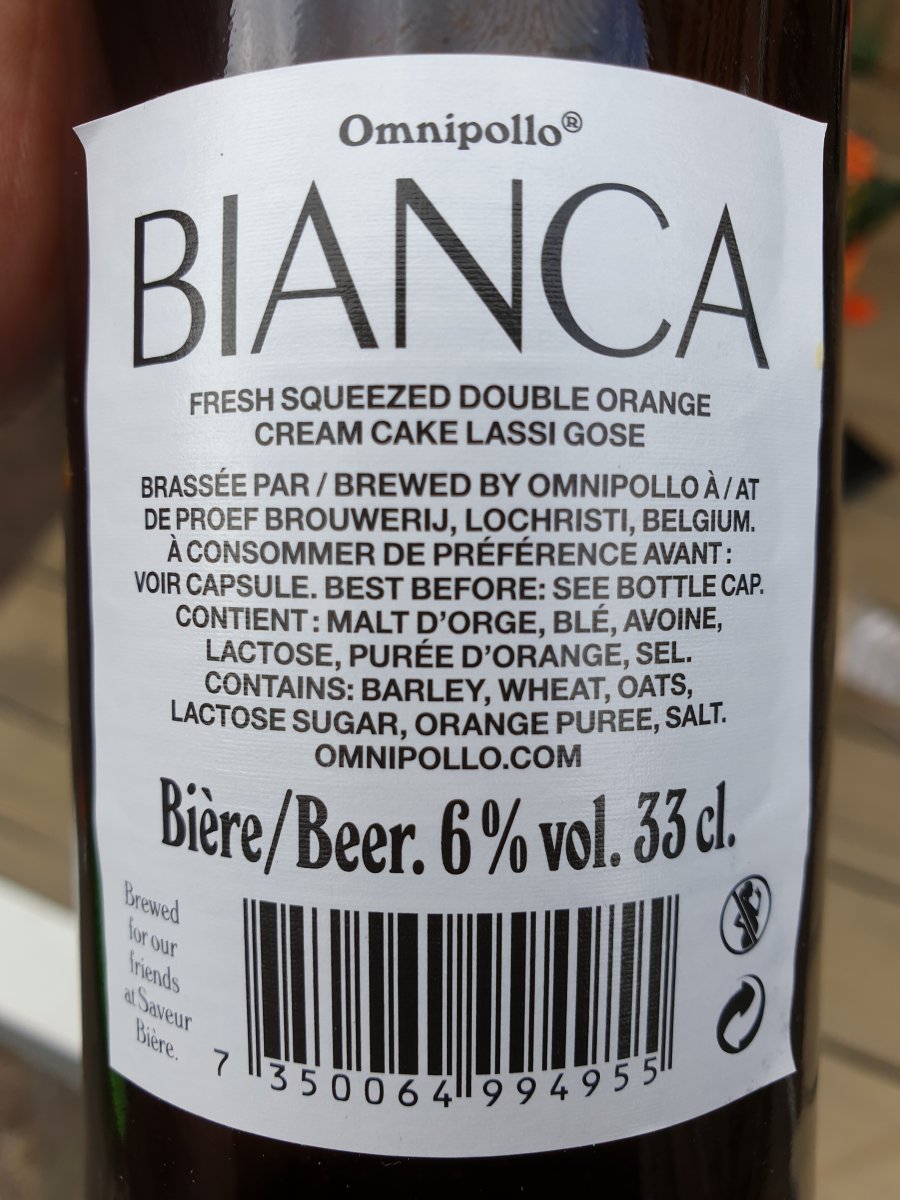 Omnipollo®
BIANCA
FRESH SQUEEZED DOUBLE ORANGE
CREAM CAKE LASSI GOSE
BRASSÉE PAR / BREWED BY OMNIPOLLO À / AT
DE PROEF BROUWERIJ, LOCHRISTI, BELGIUM.
À CONSOMMER DE PRÉFÉRENCE AVANT :
VOIR CAPSULE. BEST BEFORE: SEE BOTTLE CAP.
CONTIENT : MALT D'ORGE, BLÉ, AVOINE,
LACTOSE, PURÉE D'ORANGE, SEL.
CONTAINS: BARLEY, WHEAT, OATS,
LACTOSE SUGAR, ORANGE PUREE, SALT.
OMNIPOLLO.COM
Bière/Beer. 6% vol. 33 cl.
Brewed
for our
friends
at Saveur
Bière.
7 350064 994955